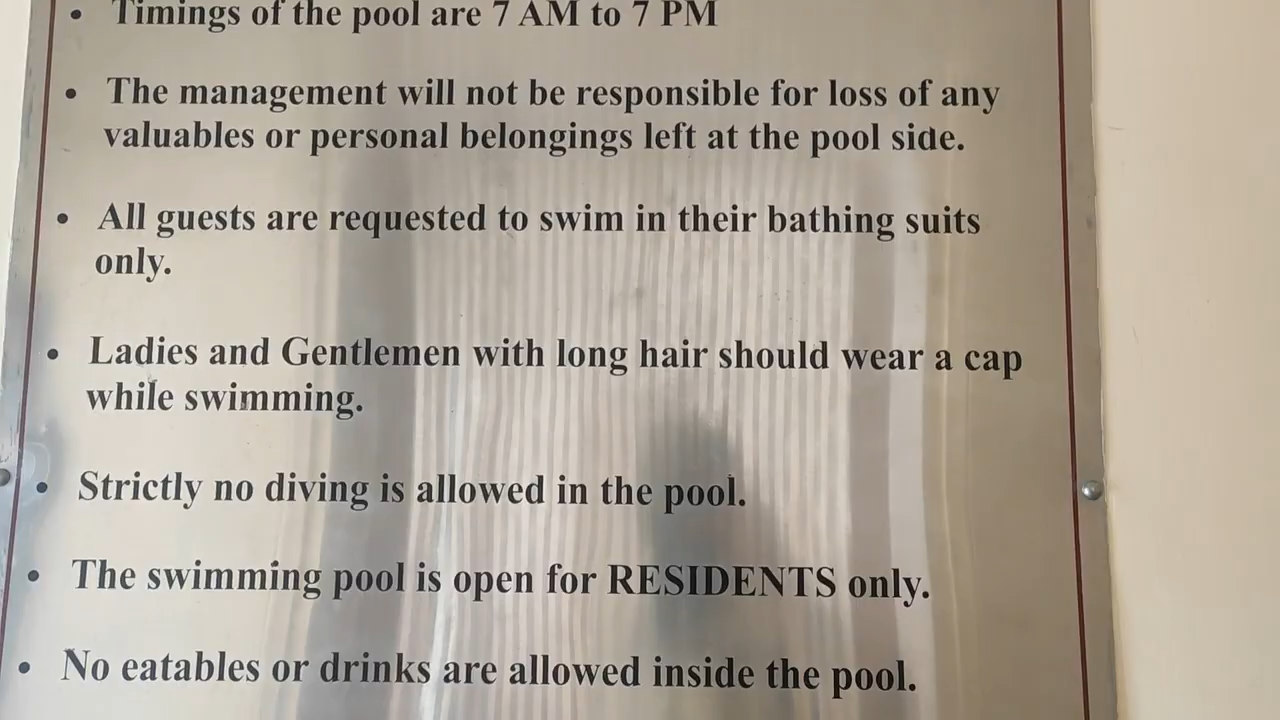 • Timings of the pool are 7 AM to 7 PM
• The management will not be responsible for loss of any
valuables or personal belongings left at the pool side.
• All guests are requested to swim in their bathing suits
only.
• Ladies and Gentlemen with long hair should wear a cap
while swimming.
• Strictly no diving is allowed in the pool.
• The swimming pool is open for RESIDENTS only.
• No eatables or drinks are allowed inside the pool.